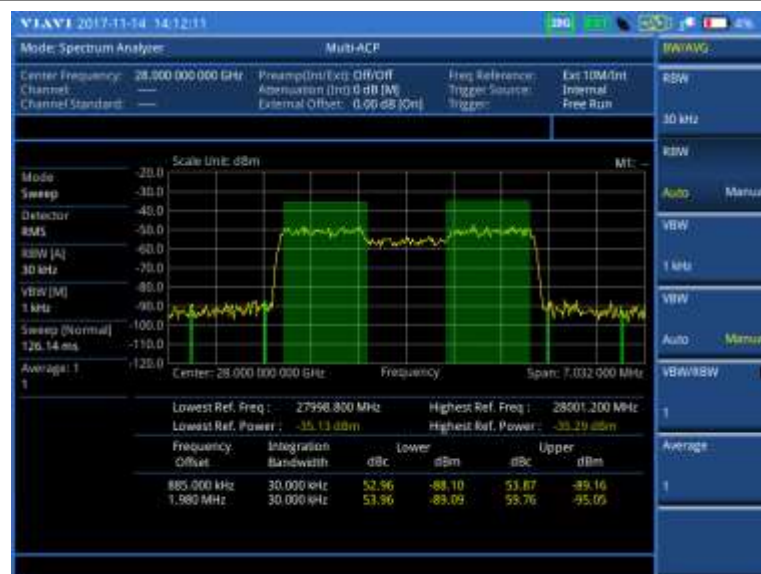 VIAVI 2017-11-14 14:12:11
4%
Mode: Spectrum Analyzer Multi-ACP BW/AVG
Center Frequency: 28.000 000 000 GHz Preamp(Int/Ext): Off/Off Freq Reference: Ext 10M/Int
Channel: --- Attenuation (Int): 0 dB [M] Trigger Source: Internal
Channel Standard: --- External Offset: 0.00 dB [On] Trigger: Free Run
RBW
30 kHz
RBW
Auto Manua
VBW
1 kHz
VBW
Auto Manua
VBW/RBW
1
Average
1
Scale Unit: dBm M1: --
Mode
Sweep
Detector
RMS
RBW [A]
30 kHz
VBW [M]
1 kHz
Sweep [Normal]
126.14 ms
Average: 1
1
-20.0
-30.0
-40.0
-50.0
-60.0
-70.0
-80.0
-90.0
-100.0
-110.0
-120.0
Center: 28.000 000 000 GHz Frequency Span: 7.032 000 MHz
Lowest Ref. Freq : 27998.800 MHz Highest Ref. Freq : 28001.200 MHz
Lowest Ref. Power : -35.13 dBm Highest Ref. Power : -35.29 dBm
Frequency Integration Lower Upper
Offset Bandwidth dBc dBm dBc dBm
885.000 kHz 30.000 kHz 52.96 -88.10 53.87 -89.16
1.980 MHz 30.000 kHz 53.96 -89.09 59.76 -95.05